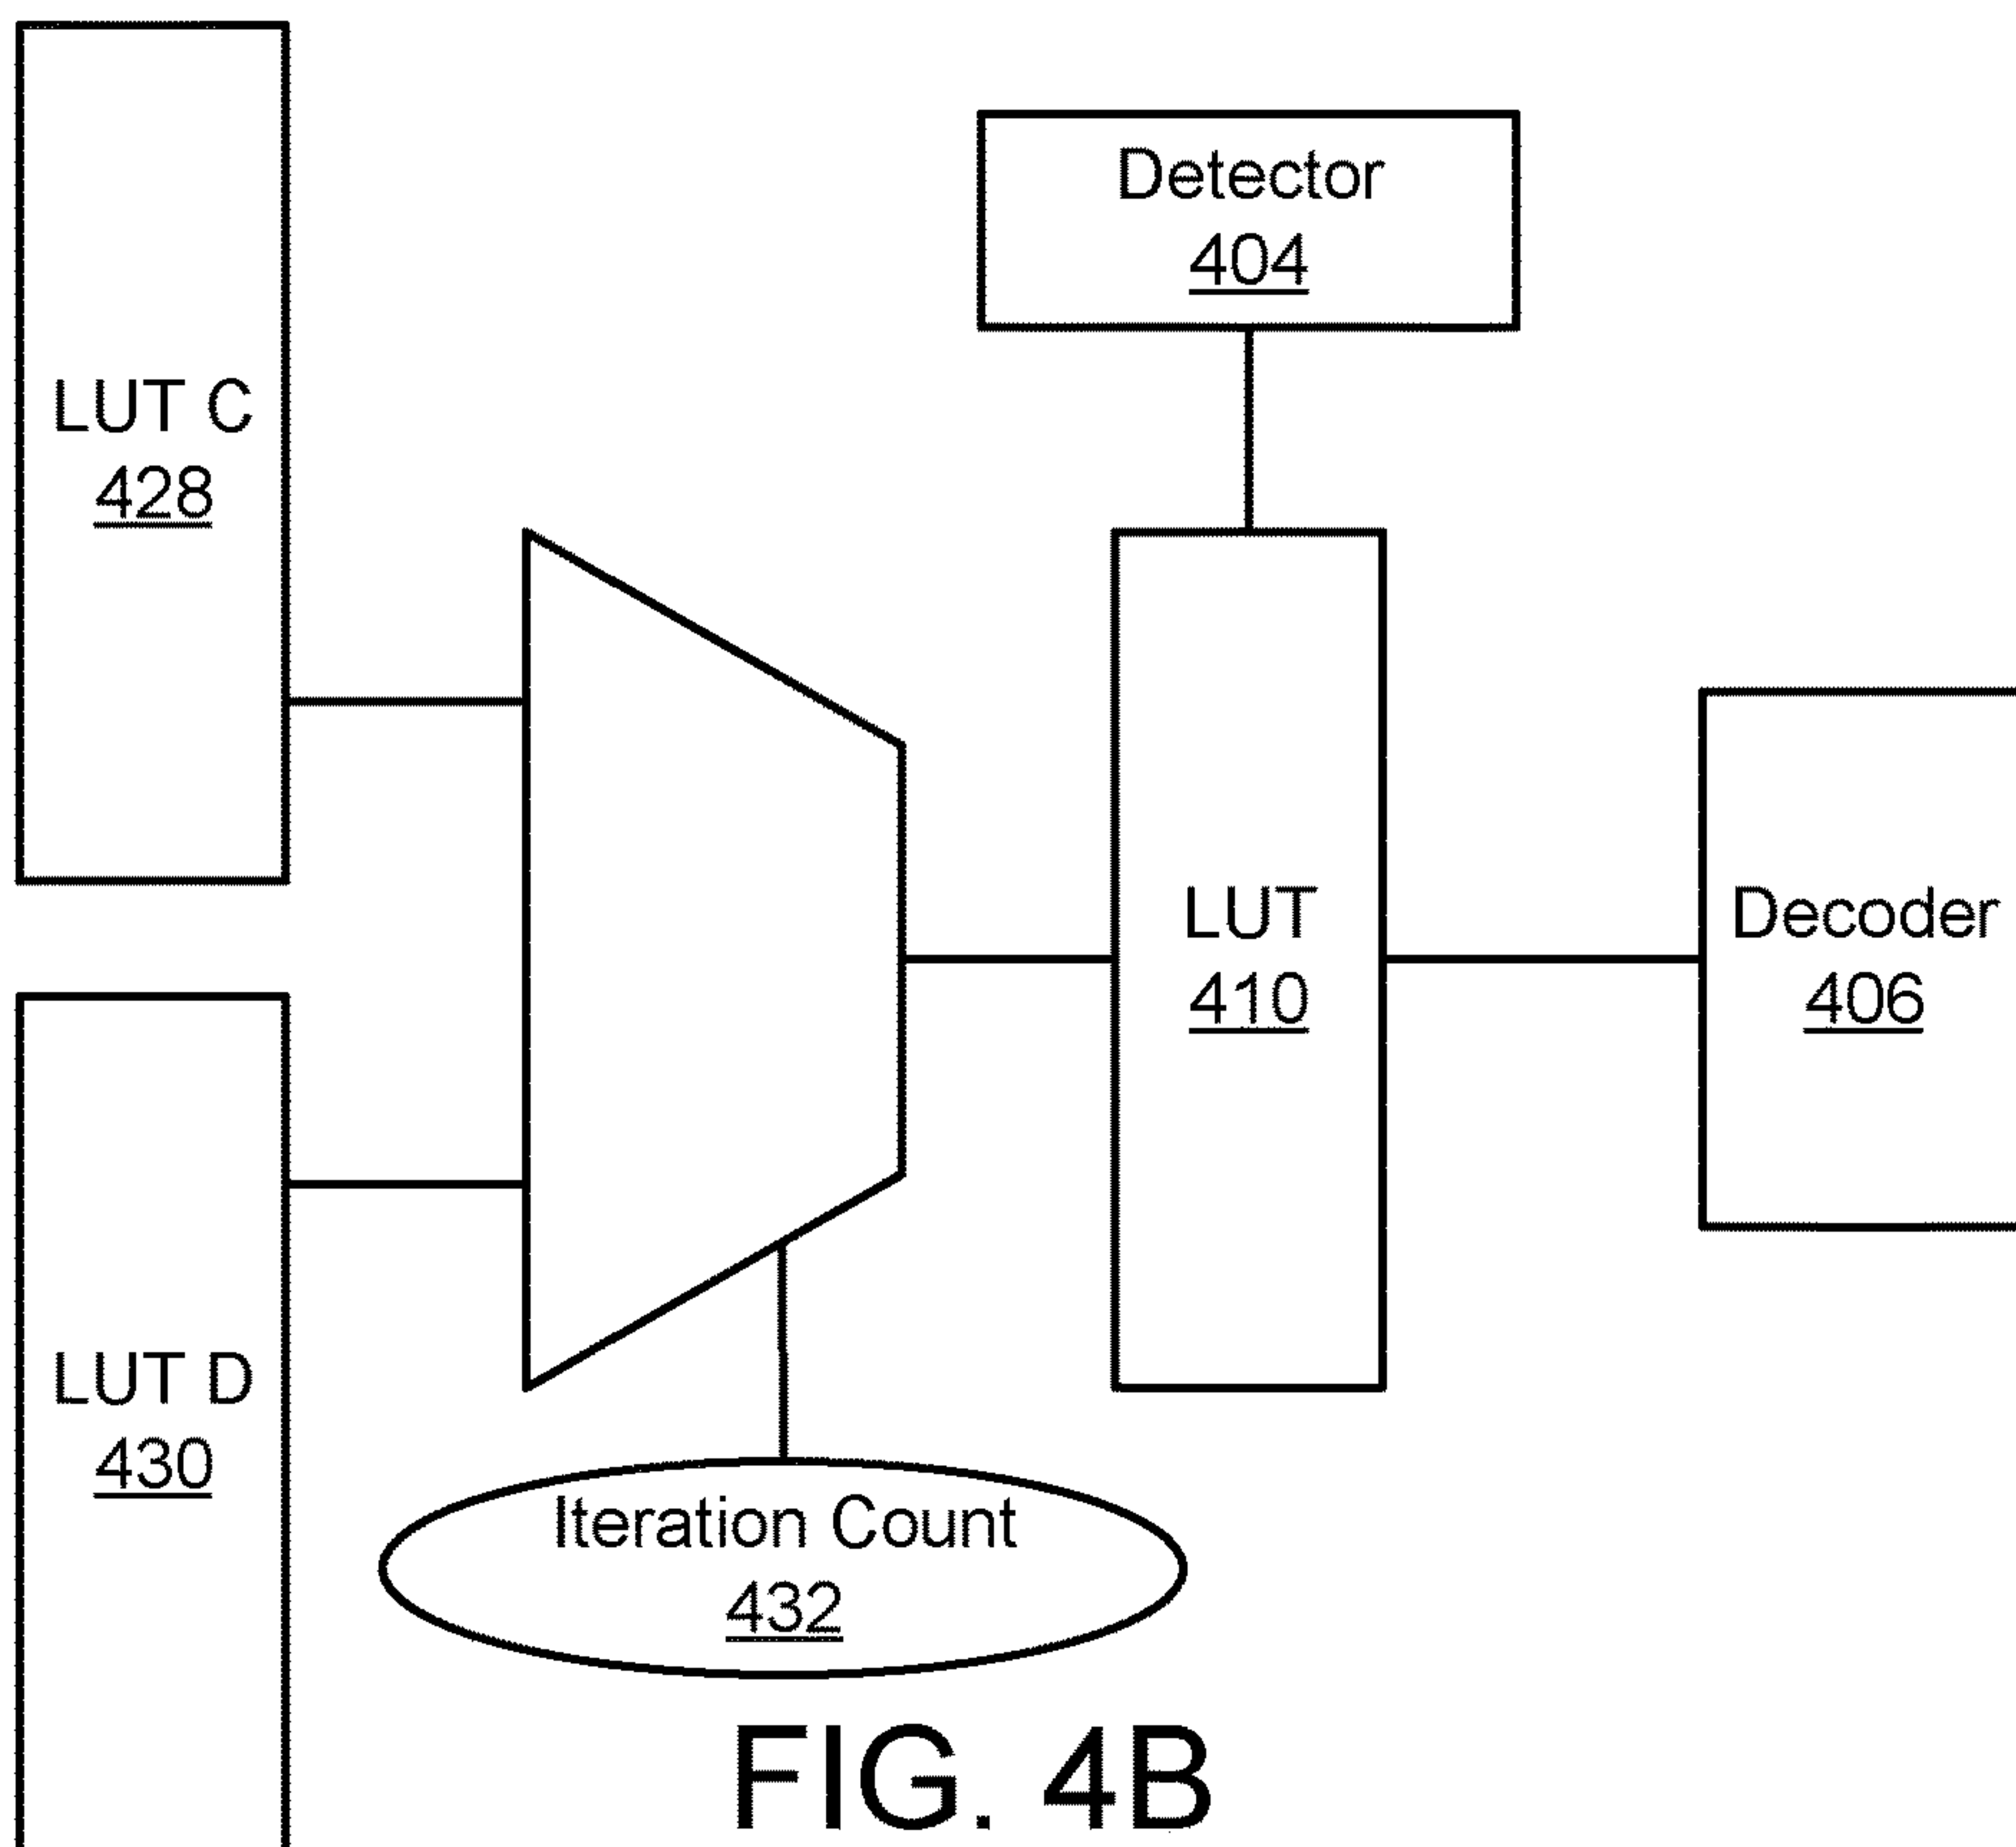 Detector
404
LUT C
428
LUT
410
Decoder
406
LUT D
430
Iteration Count
432
FIG. 4B